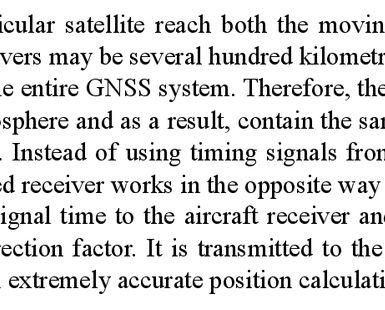 icular satellite reach both the movin
vers may be several hundred kilometr
e entire GNSS system. Therefore, the
osphere and as a result, contain the sar
. Instead of using timing signals from
ed receiver works in the opposite way
ignal time to the aircraft receiver an
rection factor. It is transmitted to the
extremely accurate position calculati